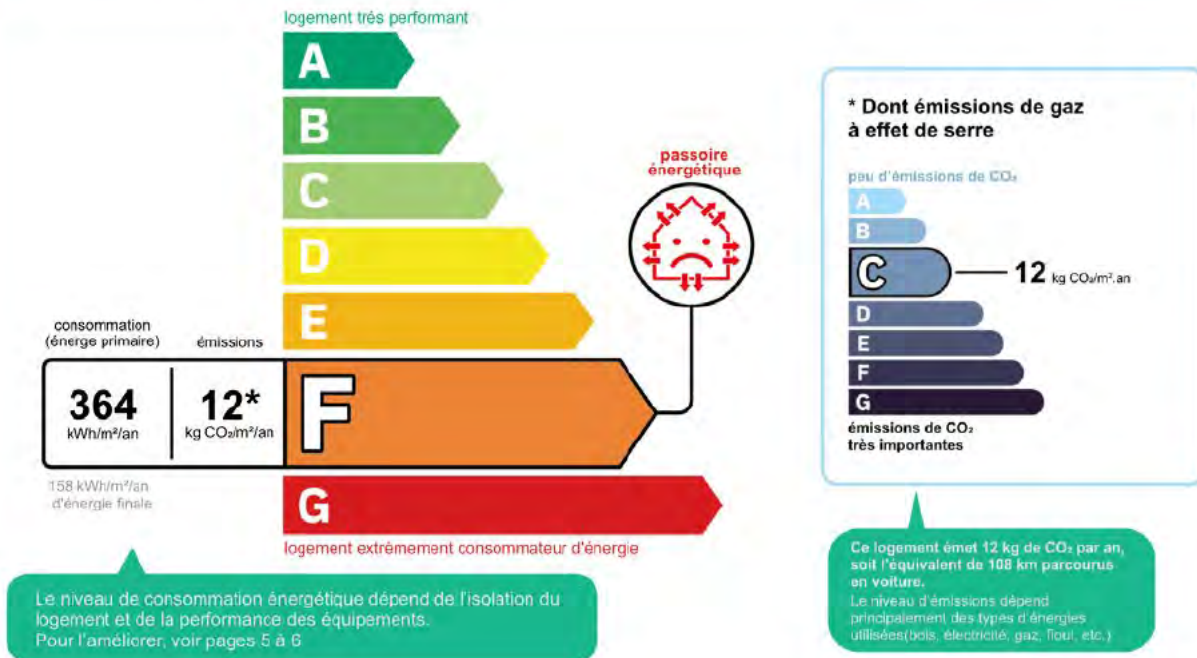 logement très performant
A
B
C
D
E
consommation
(énerge primaire)
émissions
364
kWh/m²/an
12*
kg CO₂/m²/an
F
158 kWh/m²/an
d'énergie finale
G
logement extrèmement consommateur d'énergie
passoire
énergétique
Le niveau de consommation énergétique dépend de l'isolation du
logement et de la performance des équipements.
Pour l'améliorer, voir pages 5 à 6
* Dont émissions de gaz
à effet de serre
peu d'émissions de CO₂
A
B
C
12 kg CO₂/m².an
D
E
F
G
émissions de CO₂
très importantes
Ce logement émet 12 kg de CO₂ par an,
soit l'équivalent de 108 km parcourus
en voiture.
Le niveau d'émissions dépend
principalement des types d'énergies
utilisées(bois, électricité, gaz, fioul, etc.)